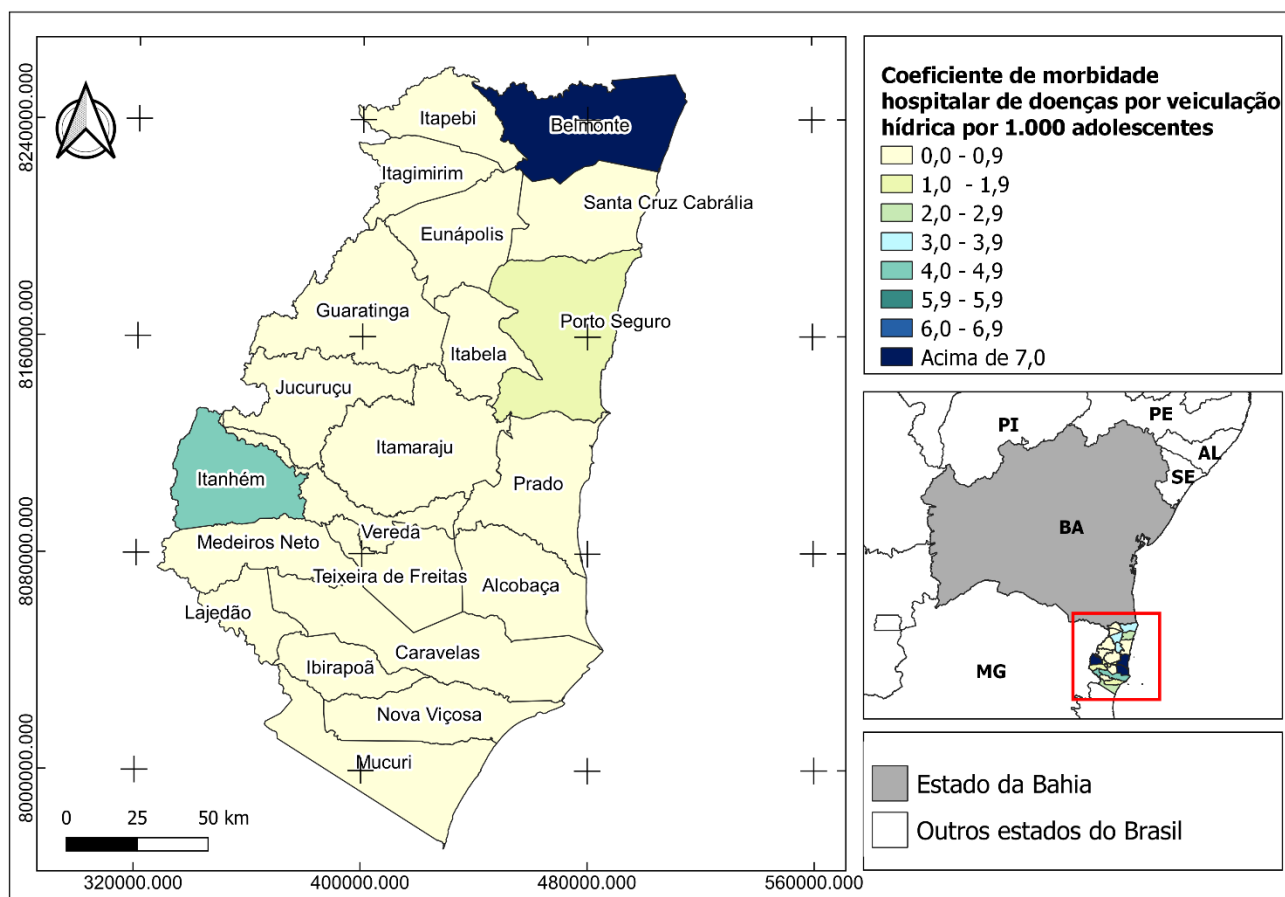 Coeficiente de morbidade
hospitalar de doenças por veiculação
hídrica por 1.000 adolescentes
0,0 - 0,9
1,0 - 1,9
2,0 - 2,9
3,0 - 3,9
4,0 - 4,9
5,9 - 5,9
6,0 - 6,9
Acima de 7,0
8240000.000
8160000.000
8080000.000
8000000.000
320000.000
400000.000
480000.000
560000.000
Itapebi
Belmonte
Itagimirim
Santa Cruz Cabrália
Eunápolis
Guaratinga
Porto Seguro
Itabela
Jucuruçu
Itamaraju
Itanhém
Prado
Vereda
Medeiros Neto
Teixeira de Freitas
Alcobaça
Lajedão
Caravelas
Ibirapoã
Nova Viçosa
Mucuri
0 25 50 km
PI
PE
AL
SE
BA
MG
Estado da Bahia
Outros estados do Brasil